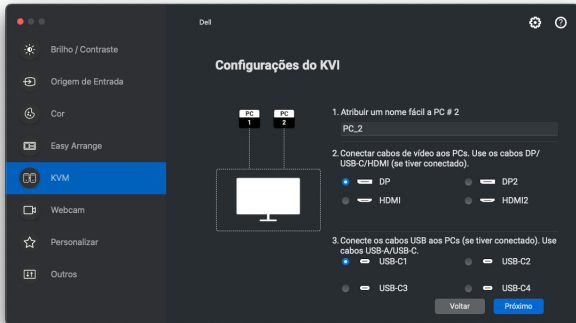 Dell
Brilho / Contraste
Origem de Entrada
Cor
Easy Arrange
KVM
Webcam
Personalizar
Outros
Configurações do KVI
PC
1
PC
2
1. Atribuir um nome fácil a PC # 2
PC_2
2. Conectar cabos de vídeo aos PCs. Use os cabos DP/
USB-C/HDMI (se tiver conectado).
DP
DP2
HDMI
HDMI2
3. Conecte os cabos USB aos PCs (se tiver conectado). Use
cabos USB-A/USB-C.
USB-C1
USB-C2
USB-C3
USB-C4
Voltar
Próximo